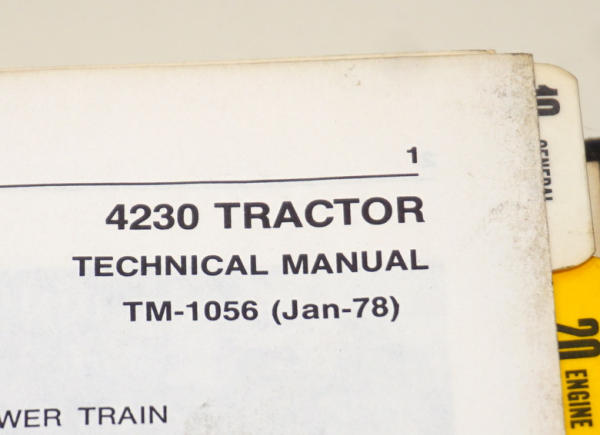 1
4230 TRACTOR
TECHNICAL MANUAL
TM-1056 (Jan-78)
WER TRAIN
10
GENERAL
20
ENGINE